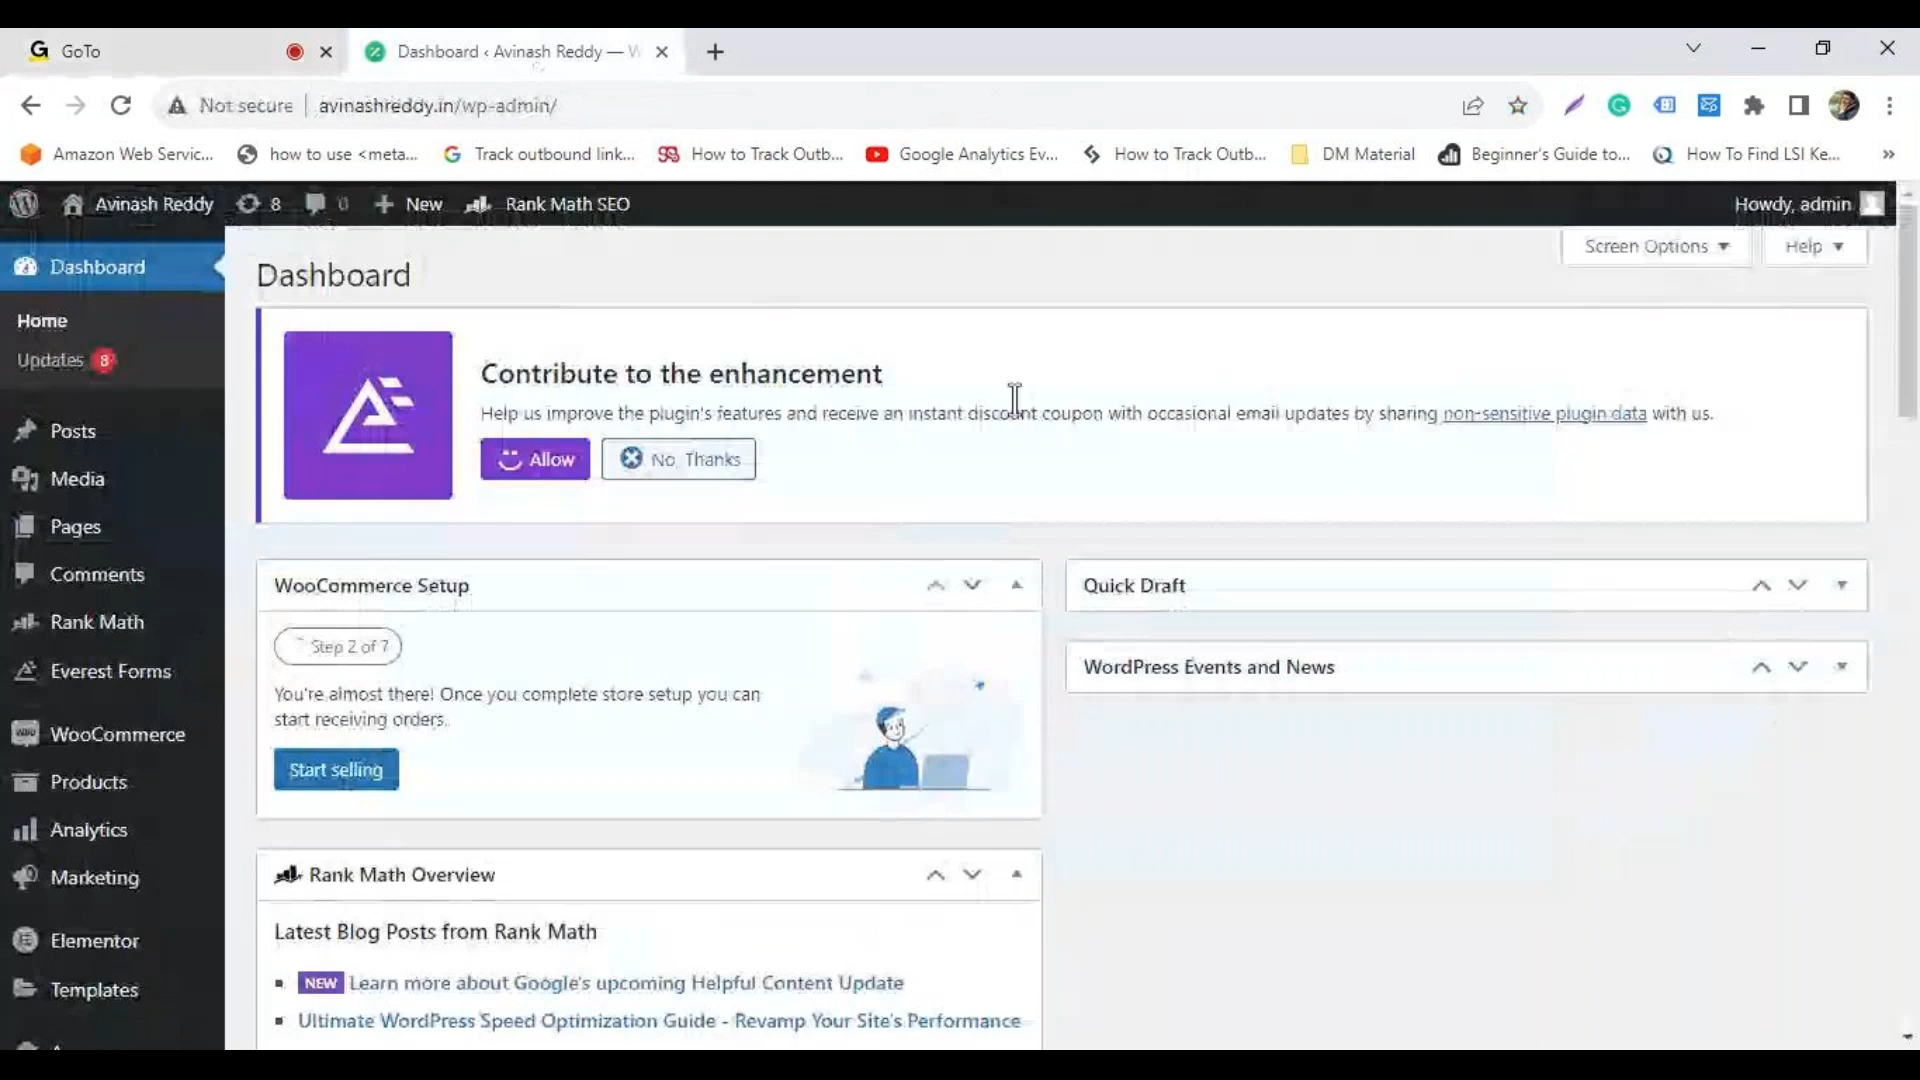 GoTo
Dashboard ‹ Avinash Reddy — W
Not secure
avinashreddy.in/wp-admin/
Amazon Web Servic...
how to use <meta...
Track outbound link...
How to Track Outb...
Google Analytics Ev...
How to Track Outb...
DM Material
Beginner's Guide to...
How To Find LSI Ke...
»
Avinash Reddy
8
0
New
Rank Math SEO
Howdy, admin
Screen Options
Help
Dashboard
Home
Updates 8
Posts
Media
Pages
Comments
Rank Math
Everest Forms
WooCommerce
Products
Analytics
Marketing
Elementor
Templates
Dashboard
Contribute to the enhancement
Help us improve the plugin's features and receive an instant discount coupon with occasional email updates by sharing non-sensitive plugin data with us.
Allow
No, Thanks
WooCommerce Setup
Step 2 of 7
You're almost there! Once you complete store setup you can
start receiving orders.
Start selling
Quick Draft
WordPress Events and News
Rank Math Overview
Latest Blog Posts from Rank Math
NEW Learn more about Google's upcoming Helpful Content Update
Ultimate WordPress Speed Optimization Guide - Revamp Your Site's Performance